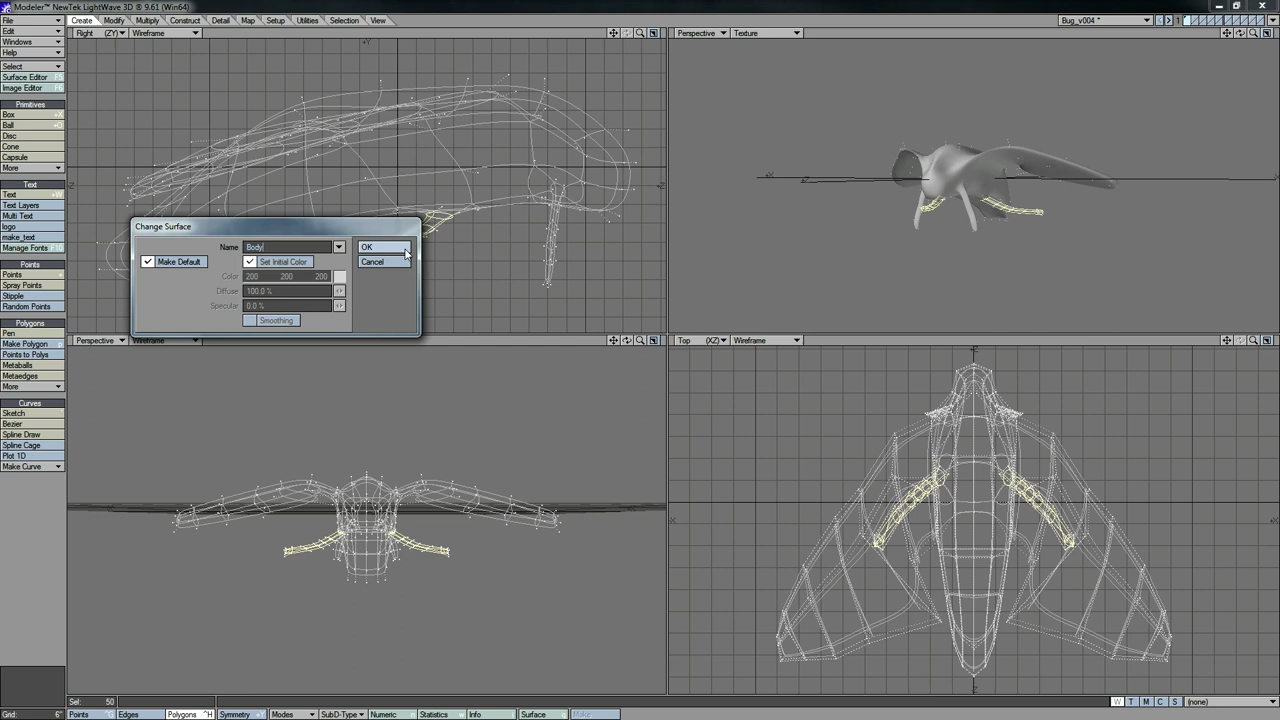 Modeler™ NewTek LightWave 3D ® 9.61 (Win64)
File Create Modify Multiply Construct Detail Map Setup Utilities Selection View Bug_v004 * 1
Edit
Windows
Help
Select
Surface Editor F5
Image Editor F6
Primitives
Box +X
Ball +O
Disc
Cone
Capsule
More
Text
Text +W
Text Layers
Multi Text
logo
make_text
Manage Fonts F10
Points
Points +
Spray Points
Stipple
Random Points
Polygons
Pen
Make Polygon p
Points to Polys
Metaballs
Metaedges
More
Curves
Sketch
Bezier
Spline Draw
Spline Cage
Plot 1D
Make Curve
Right (ZY) Wireframe
Perspective Texture
Change Surface
Name Body OK
Make Default Set Initial Color Cancel
Color 200 200 200
Diffuse 100.0 %
Specular 0.0 %
Smoothing
Perspective Wireframe
Top (XZ) Wireframe
Sel: 50 W T M C S (none)
Grid: 6" Points ^G Edges Polygons ^H Symmetry +Y Modes SubD-Type Numeric n Statistics w Info i Surface q Make